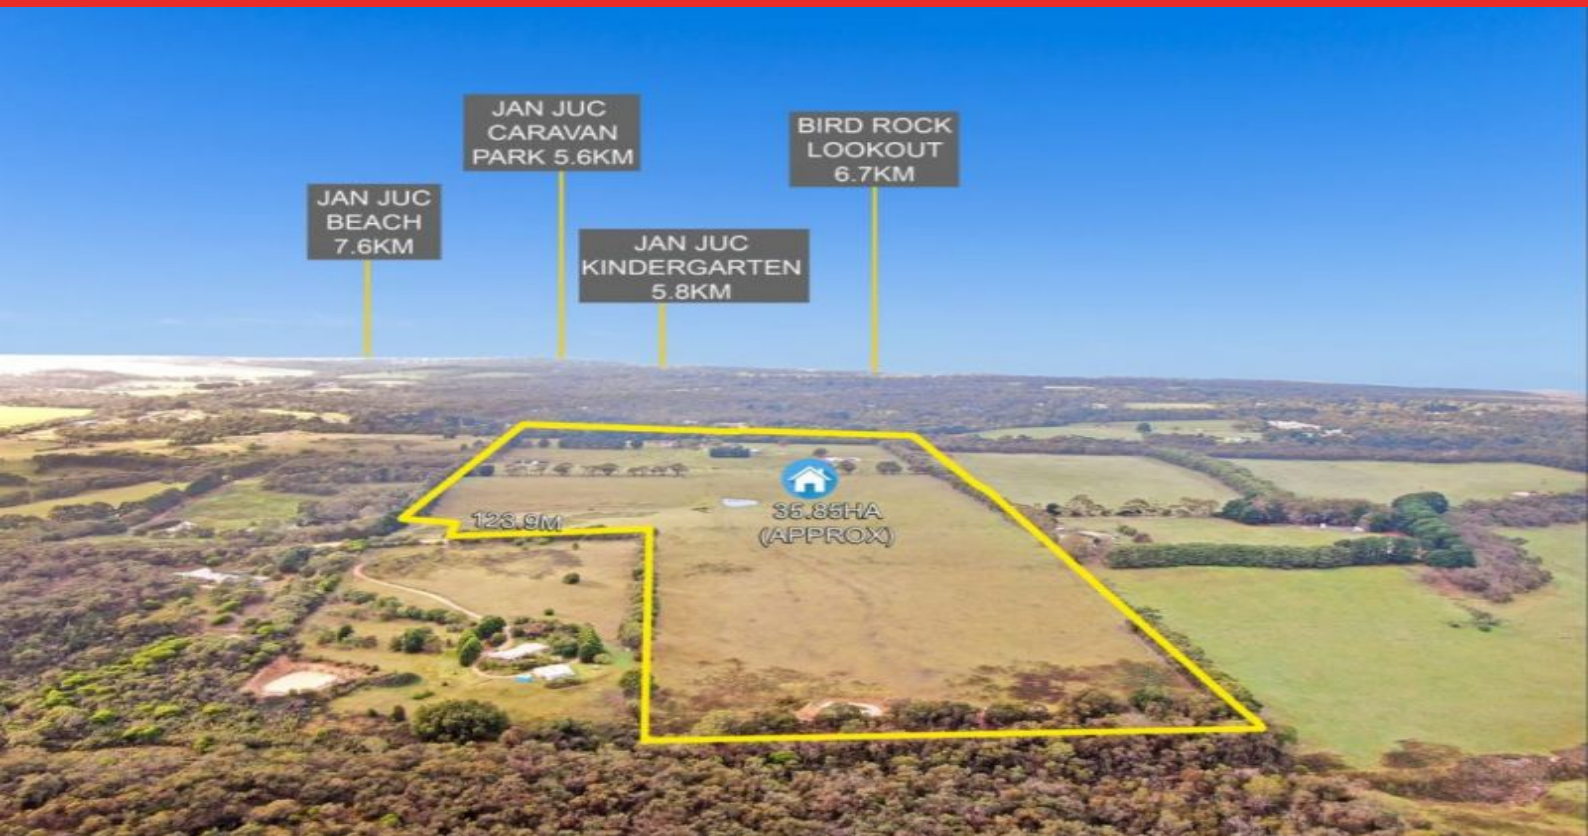 JAN JUC
CARAVAN
PARK 5.6KM
BIRD ROCK
LOOKOUT
6.7KM
JAN JUC
BEACH
7.6KM
JAN JUC
KINDERGARTEN
5.8KM
123.9M
35.85HA
(APPROX)